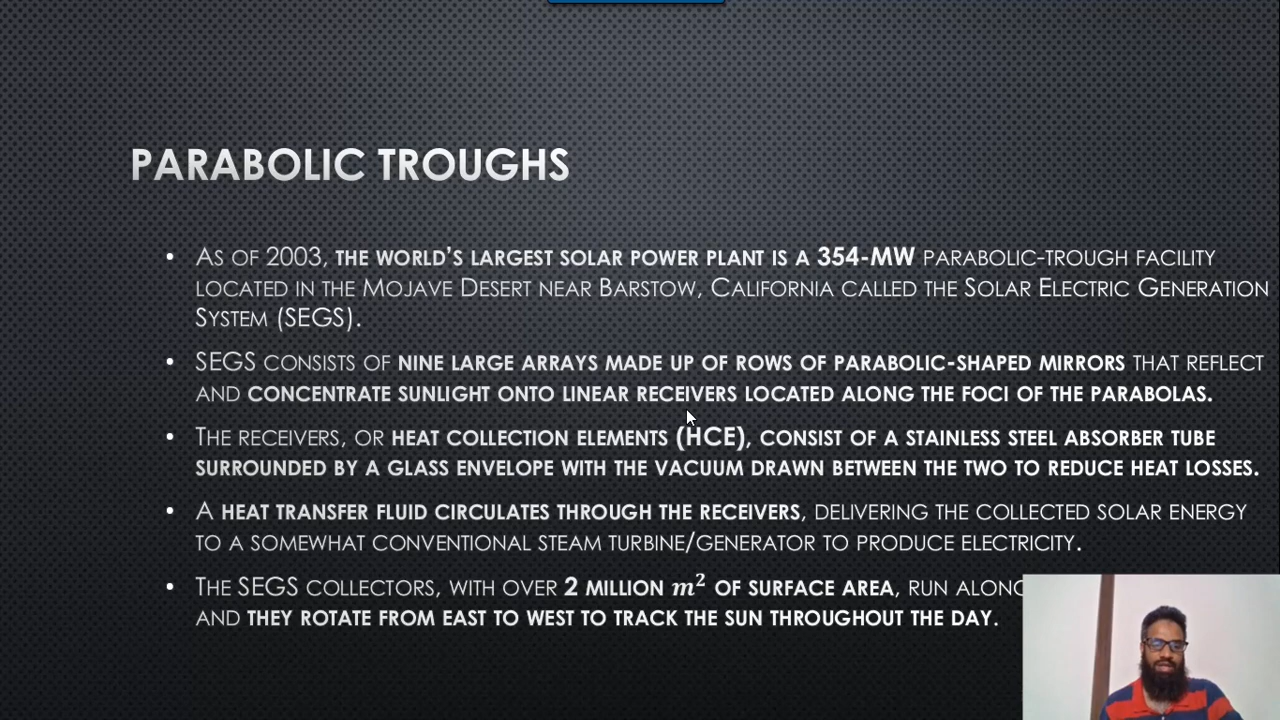 PARABOLIC TROUGHS
• AS OF 2003, THE WORLD'S LARGEST SOLAR POWER PLANT IS A 354-MW PARABOLIC-TROUGH FACILITY
LOCATED IN THE MOJAVE DESERT NEAR BARSTOW, CALIFORNIA CALLED THE SOLAR ELECTRIC GENERATION
SYSTEM (SEGS).
• SEGS CONSISTS OF NINE LARGE ARRAYS MADE UP OF ROWS OF PARABOLIC-SHAPED MIRRORS THAT REFLECT
AND CONCENTRATE SUNLIGHT ONTO LINEAR RECEIVERS LOCATED ALONG THE FOCI OF THE PARABOLAS.
• THE RECEIVERS, OR HEAT COLLECTION ELEMENTS (HCE), CONSIST OF A STAINLESS STEEL ABSORBER TUBE
SURROUNDED BY A GLASS ENVELOPE WITH THE VACUUM DRAWN BETWEEN THE TWO TO REDUCE HEAT LOSSES.
• A HEAT TRANSFER FLUID CIRCULATES THROUGH THE RECEIVERS, DELIVERING THE COLLECTED SOLAR ENERGY
TO A SOMEWHAT CONVENTIONAL STEAM TURBINE/GENERATOR TO PRODUCE ELECTRICITY.
• THE SEGS COLLECTORS, WITH OVER 2 MILLION m² OF SURFACE AREA, RUN ALONG
AND THEY ROTATE FROM EAST TO WEST TO TRACK THE SUN THROUGHOUT THE DAY.